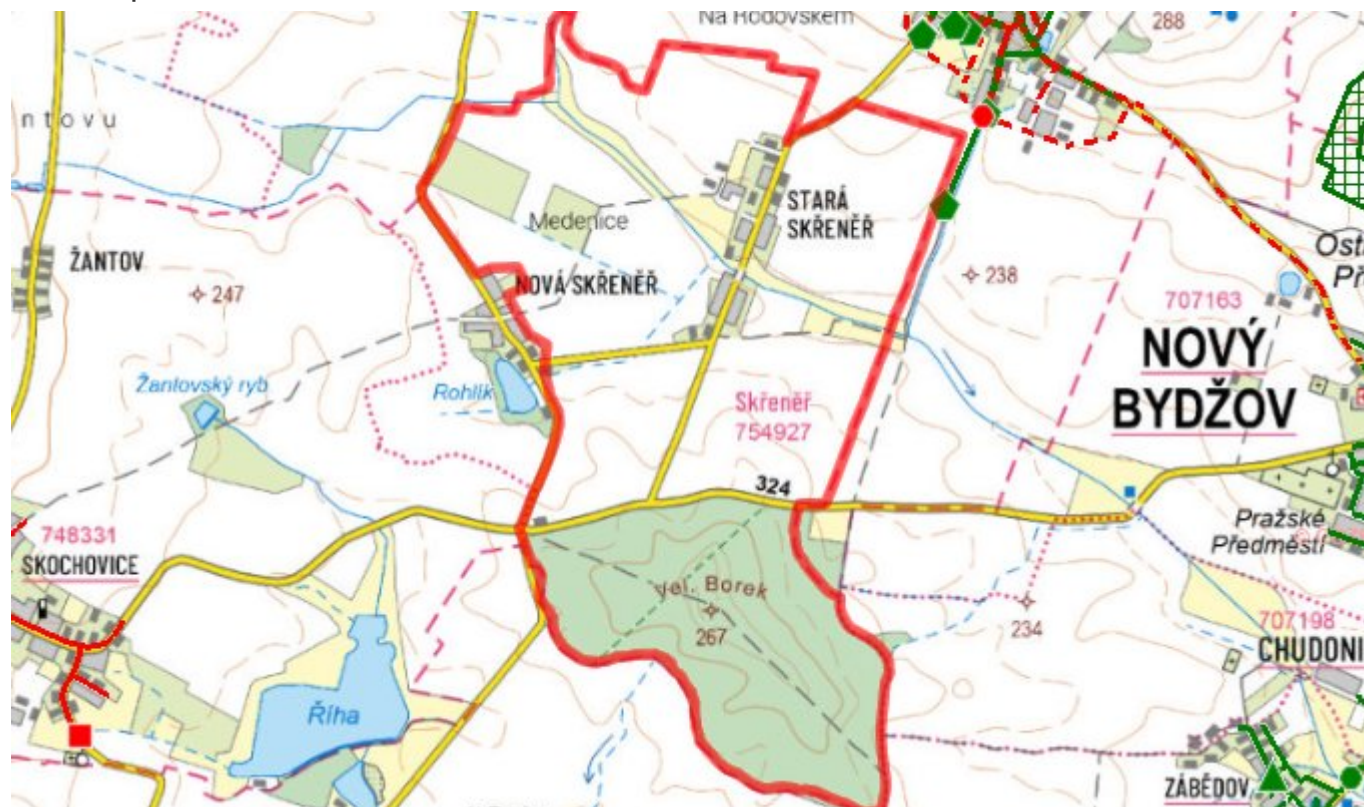 Na Rodovském
288
ntovu
Medenice
STARÁ
SKŘENĚŘ
ŽANTOV
247
NOVÁ SKŘENĚŘ
238
707163
NOVÝ
BYDŽOV
Žantovský ryb
Rohlík
Skřeněř
754927
324
748331
SKOCHOVICE
Pražské
Předměstí
Vel. Borek
267
234
707198
CHUDONI
Říha
ZÁBĚDOV